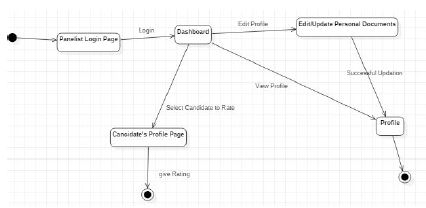 Edit Profile
Edit/Update Personal Documents
Login
Dashboard
Panelist Login Page
Successful Updation
View Profile
Select Candidate to Rate
Profile
Candidate's Profile Page
give Rating